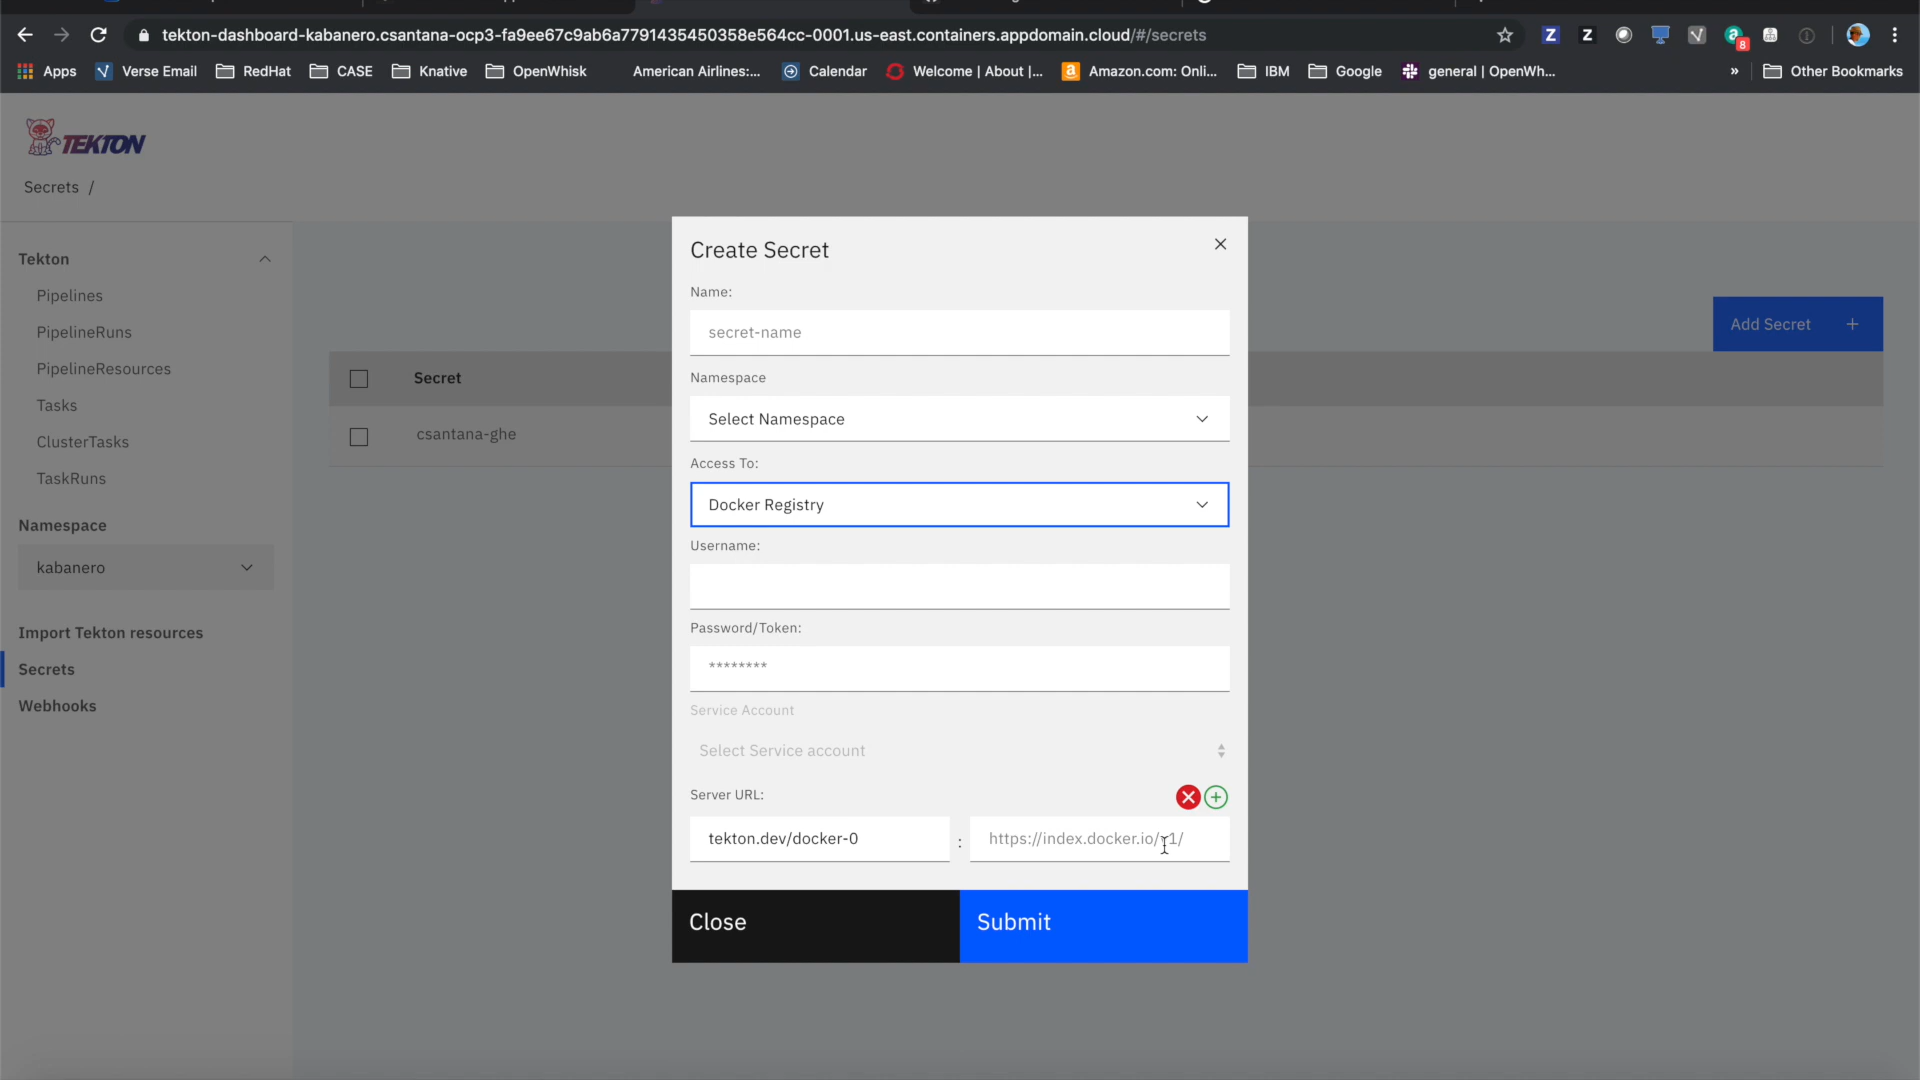 tekton-dashboard-kabanero.csantana-ocp3-fa9ee67c9ab6a7791435450358e564cc-0001.us-east.containers.appdomain.cloud/#/secrets
Apps
Verse Email
RedHat
CASE
Knative
OpenWhisk
American Airlines:...
Calendar
Welcome | About |...
Amazon.com: Onli...
IBM
Google
general | OpenWh...
»
Other Bookmarks
8
TEKTON
Secrets /
Tekton
Pipelines
PipelineRuns
PipelineResources
Tasks
ClusterTasks
TaskRuns
Namespace
kabanero
Import Tekton resources
Secrets
Webhooks
Add Secret +
Secret
csantana-ghe
Create Secret
Name:
secret-name
Namespace
Select Namespace
Access To:
Docker Registry
Username:
Password/Token:
********
Service Account
Select Service account
Server URL:
tekton.dev/docker-0 : https://index.docker.io/v1/
Close
Submit